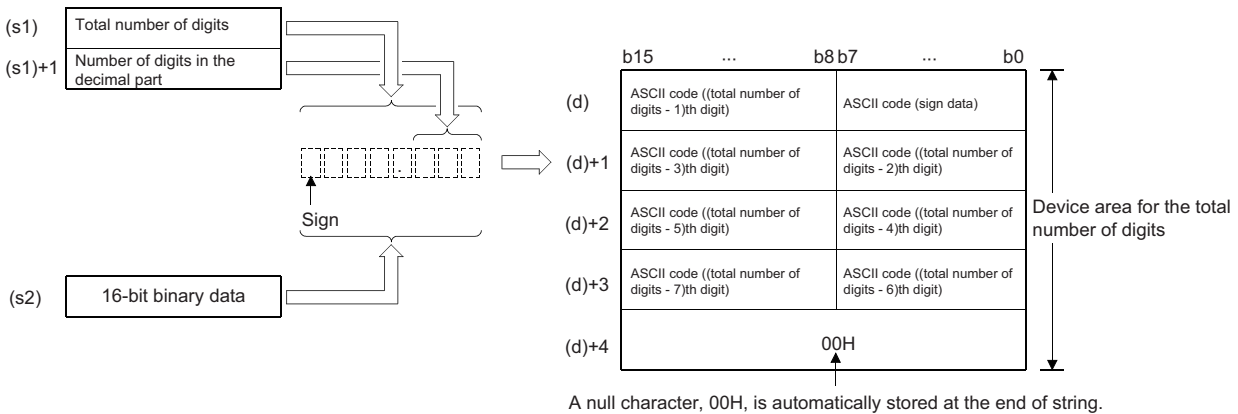 (s1)
Total number of digits
(s1)+1
Number of digits in the
decimal part
.
Sign
(s2)
16-bit binary data
b15 ... b8 b7 ... b0
(d)
ASCII code ((total number of
digits - 1)th digit)
ASCII code (sign data)
(d)+1
ASCII code ((total number of
digits - 3)th digit)
ASCII code ((total number of
digits - 2)th digit)
(d)+2
ASCII code ((total number of
digits - 5)th digit)
ASCII code ((total number of
digits - 4)th digit)
(d)+3
ASCII code ((total number of
digits - 7)th digit)
ASCII code ((total number of
digits - 6)th digit)
(d)+4
00H
Device area for the total
number of digits
A null character, 00H, is automatically stored at the end of string.